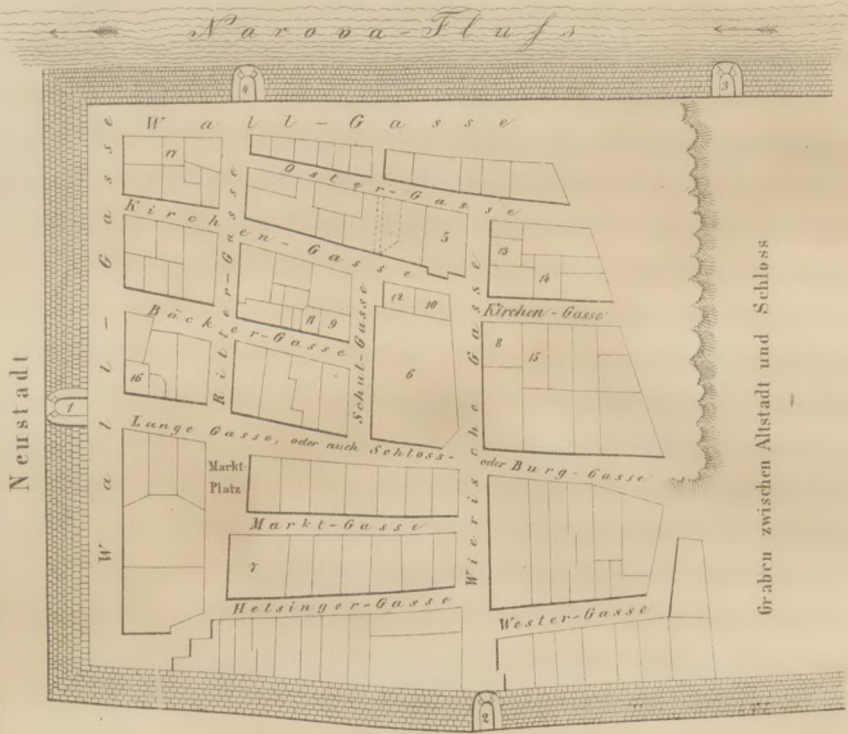 Narova-Fluſs
4
3
Wall-Gasse
Wall-Gasse
17
Oster-Gasse
Kirchen-Gasse
Ritter-Gasse
5
13
14
12
10
Kirchen-Gasse
11
9
Bäcker-Gasse
Schul-Gasse
6
8
15
16
1
Neustadt
Lange Gasse, oder auch Schloss-
oder Burg-Gasse
Markt-
Platz
Wierische Gasse
Markt-Gasse
7
Helsinger-Gasse
Wester-Gasse
2
Graben zwischen Altstadt und Schloss